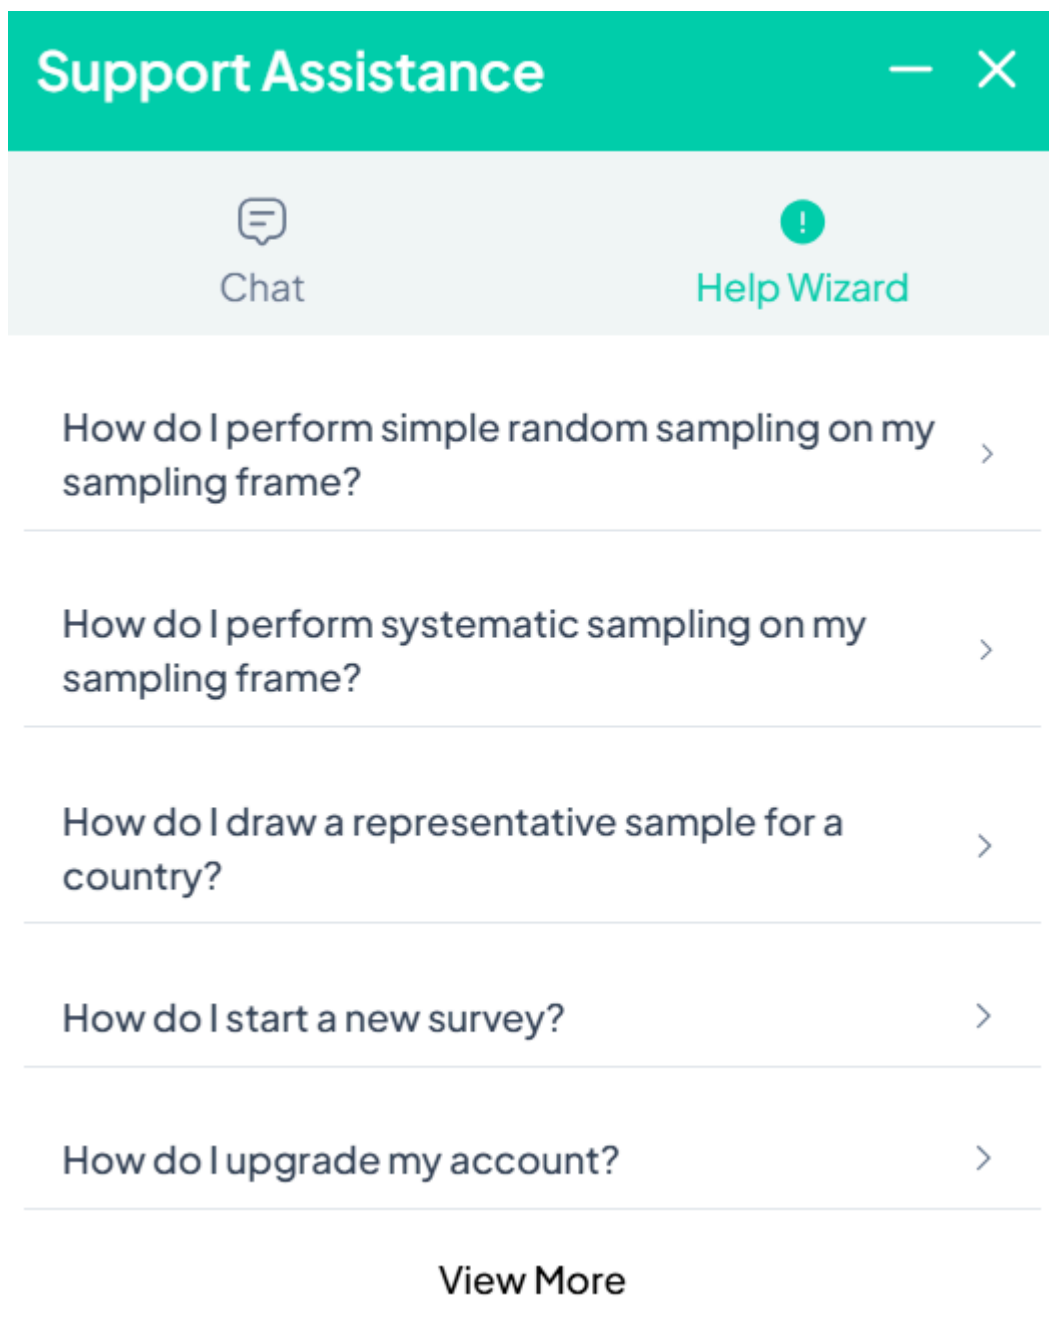 Support Assistance
Chat
Help Wizard
How do I perform simple random sampling on my
sampling frame?
How do I perform systematic sampling on my
sampling frame?
How do I draw a representative sample for a
country?
How do I start a new survey?
How do I upgrade my account?
View More